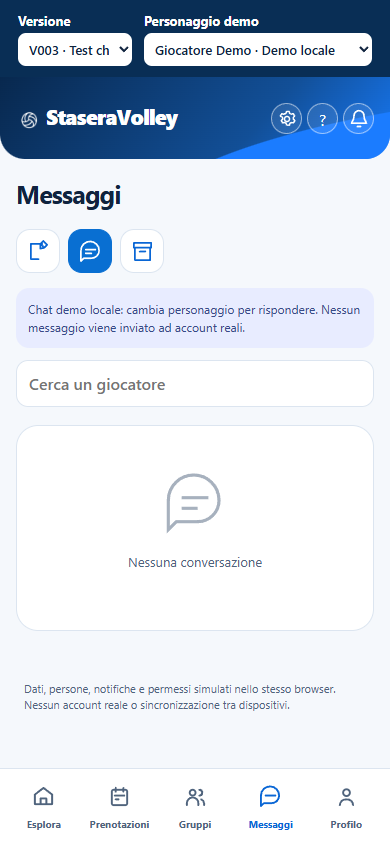 Versione
Personaggio demo
V003 · Test ch
Giocatore Demo · Demo locale
StaseraVolley
?
Messaggi
Chat demo locale: cambia personaggio per rispondere. Nessun
messaggio viene inviato ad account reali.
Cerca un giocatore
Nessuna conversazione
Dati, persone, notifiche e permessi simulati nello stesso browser.
Nessun account reale o sincronizzazione tra dispositivi.
Esplora
Prenotazioni
Gruppi
Messaggi
Profilo